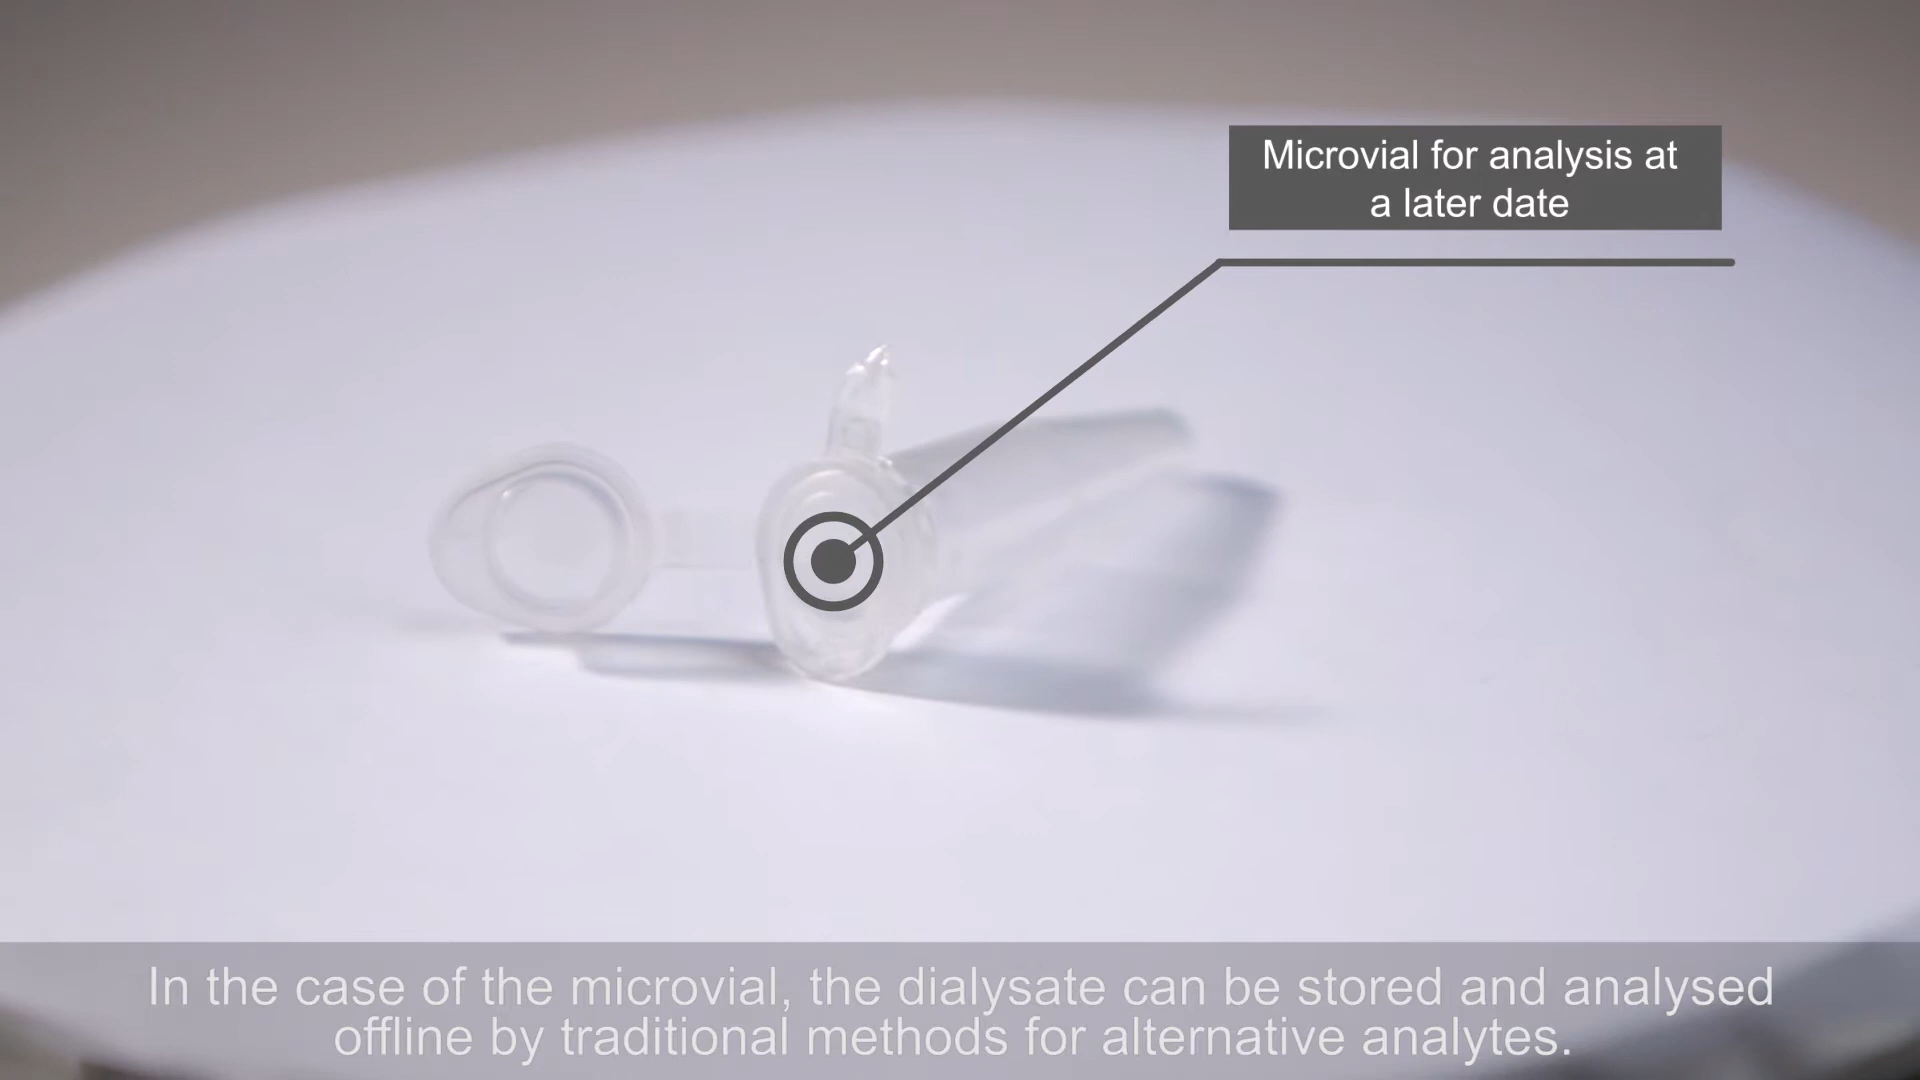 Microvial for analysis at
a later date
In the case of the microvial, the dialysate can be stored and analysed
offline by traditional methods for alternative analytes.